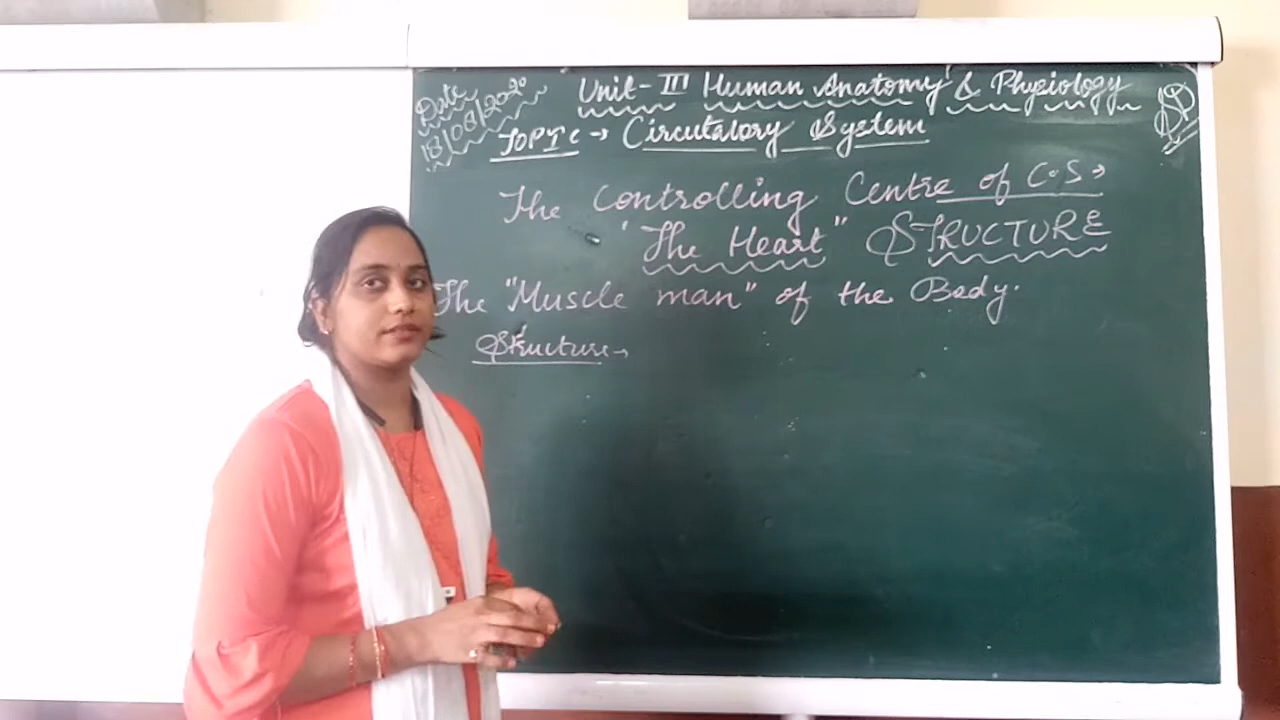 Date
18/08/2020
Unit-III Human Anatomy & Physiology
TOPIC → Circutalory System
The Controlling Centre of C.S→
"The Heart" STRUCTURE
The "Muscle man" of the Body.
Structure→